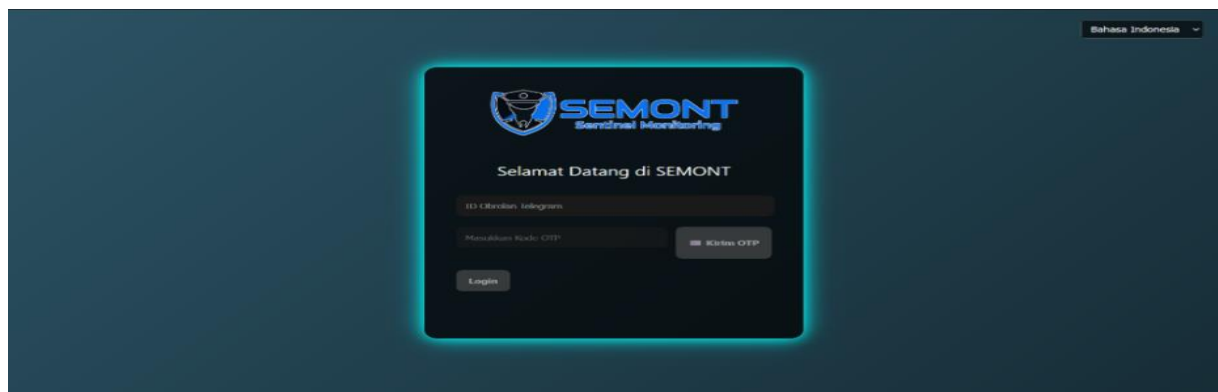 Bahasa Indonesia
SEMONT
Sentinel Monitoring
Selamat Datang di SEMONT
ID Obrolan Telegram
Masukkan Kode OTP
Kirim OTP
Login